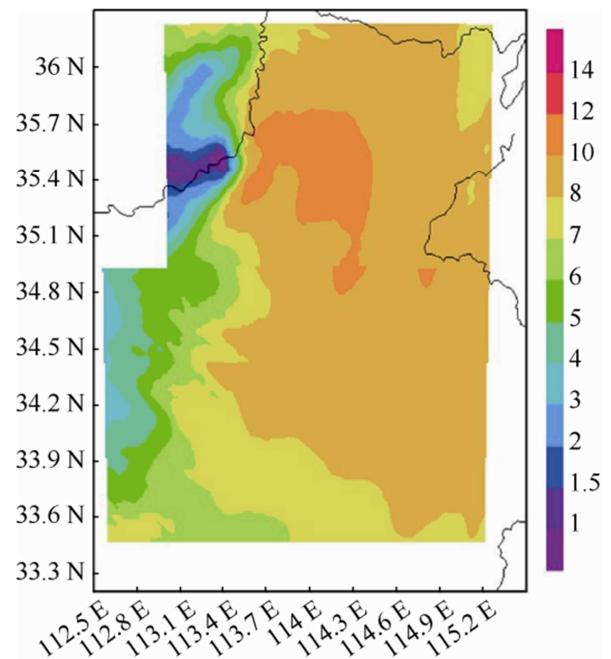 36 N
35.7 N
35.4 N
35.1 N
34.8 N
34.5 N
34.2 N
33.9 N
33.6 N
33.3 N
112.5 E
112.8 E
113.1 E
113.4 E
113.7 E
114 E
114.3 E
114.6 E
114.9 E
115.2 E
14
12
10
8
7
6
5
4
3
2
1.5
1